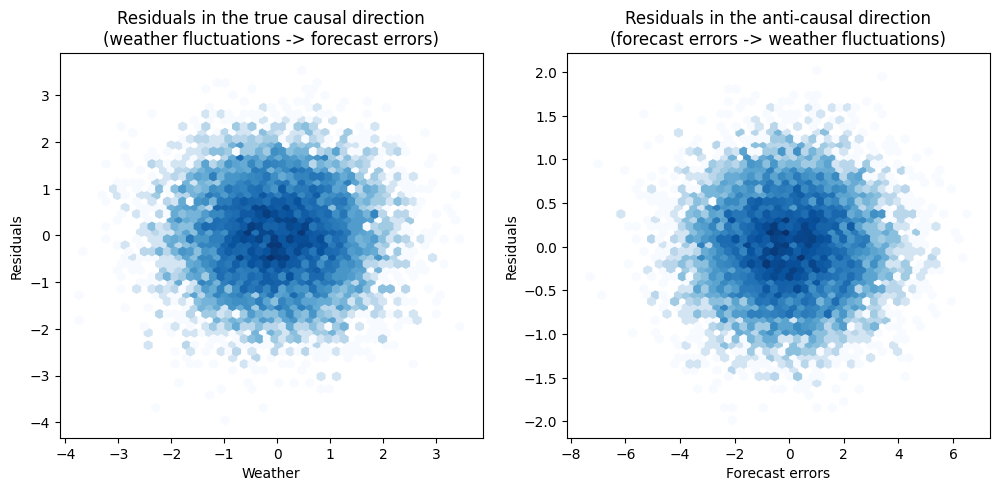 Residuals in the true causal direction
(weather fluctuations -> forecast errors)
3
2
1
0
−1
−2
−3
−4
Residuals
−4 −3 −2 −1 0 1 2 3
Weather
Residuals in the anti-causal direction
(forecast errors -> weather fluctuations)
2.0
1.5
1.0
0.5
0.0
−0.5
−1.0
−1.5
−2.0
Residuals
−8 −6 −4 −2 0 2 4 6
Forecast errors